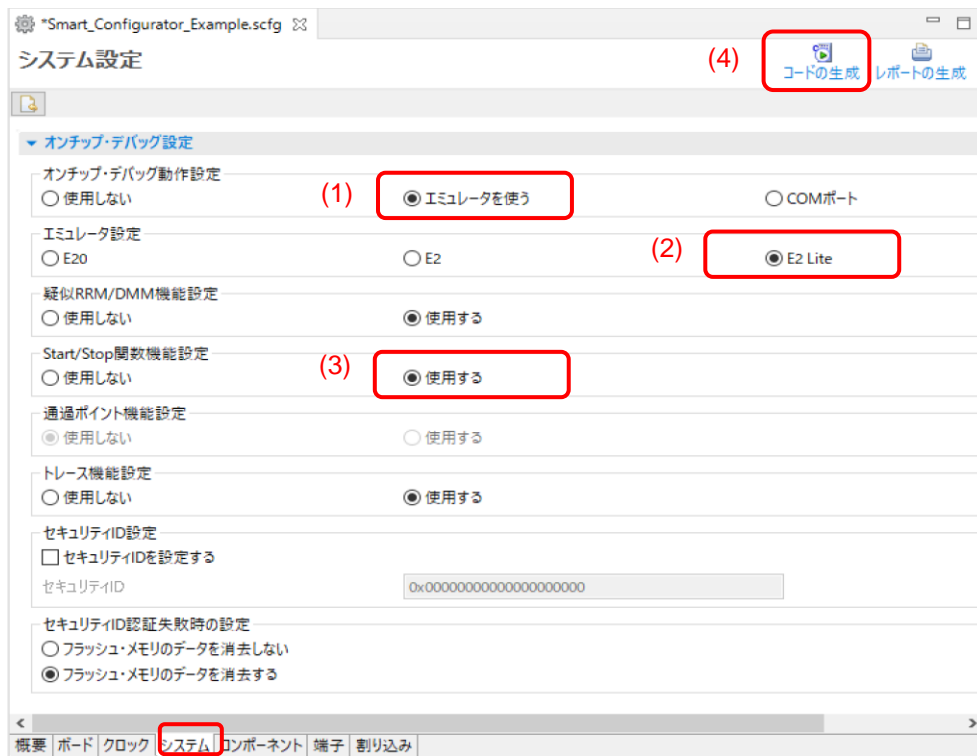 *Smart_Configurator_Example.scfg
システム設定
(4)
コードの生成 レポートの生成
オンチップ・デバッグ設定
オンチップ・デバッグ動作設定
使用しない (1) エミュレータを使う COMポート
エミュレータ設定
E20 E2 (2) E2 Lite
疑似RRM/DMM機能設定
使用しない 使用する
Start/Stop関数機能設定
使用しない (3) 使用する
通過ポイント機能設定
使用しない 使用する
トレース機能設定
使用しない 使用する
セキュリティID設定
セキュリティIDを設定する
セキュリティID 0x00000000000000000000
セキュリティID認証失敗時の設定
フラッシュ・メモリのデータを消去しない
フラッシュ・メモリのデータを消去する
概要 ボード クロック システム コンポーネント 端子 割り込み